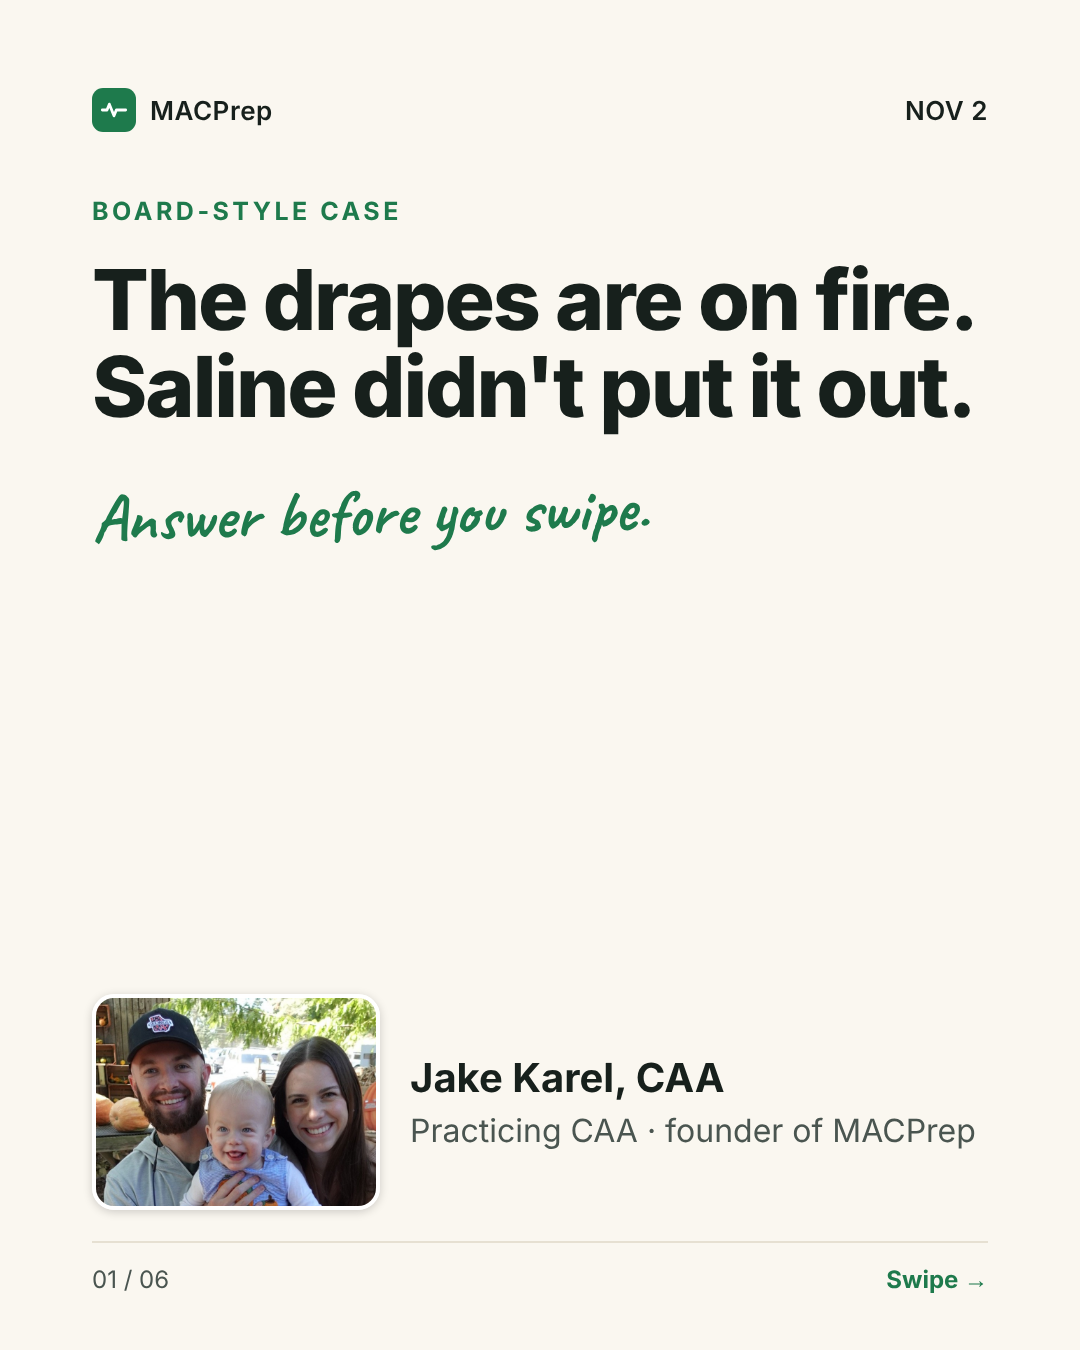 MACPrep
NOV 2
BOARD-STYLE CASE
The drapes are on fire.
Saline didn't put it out.
Answer before you swipe.
Jake Karel, CAA
Practicing CAA · founder of MACPrep
01 / 06
Swipe →